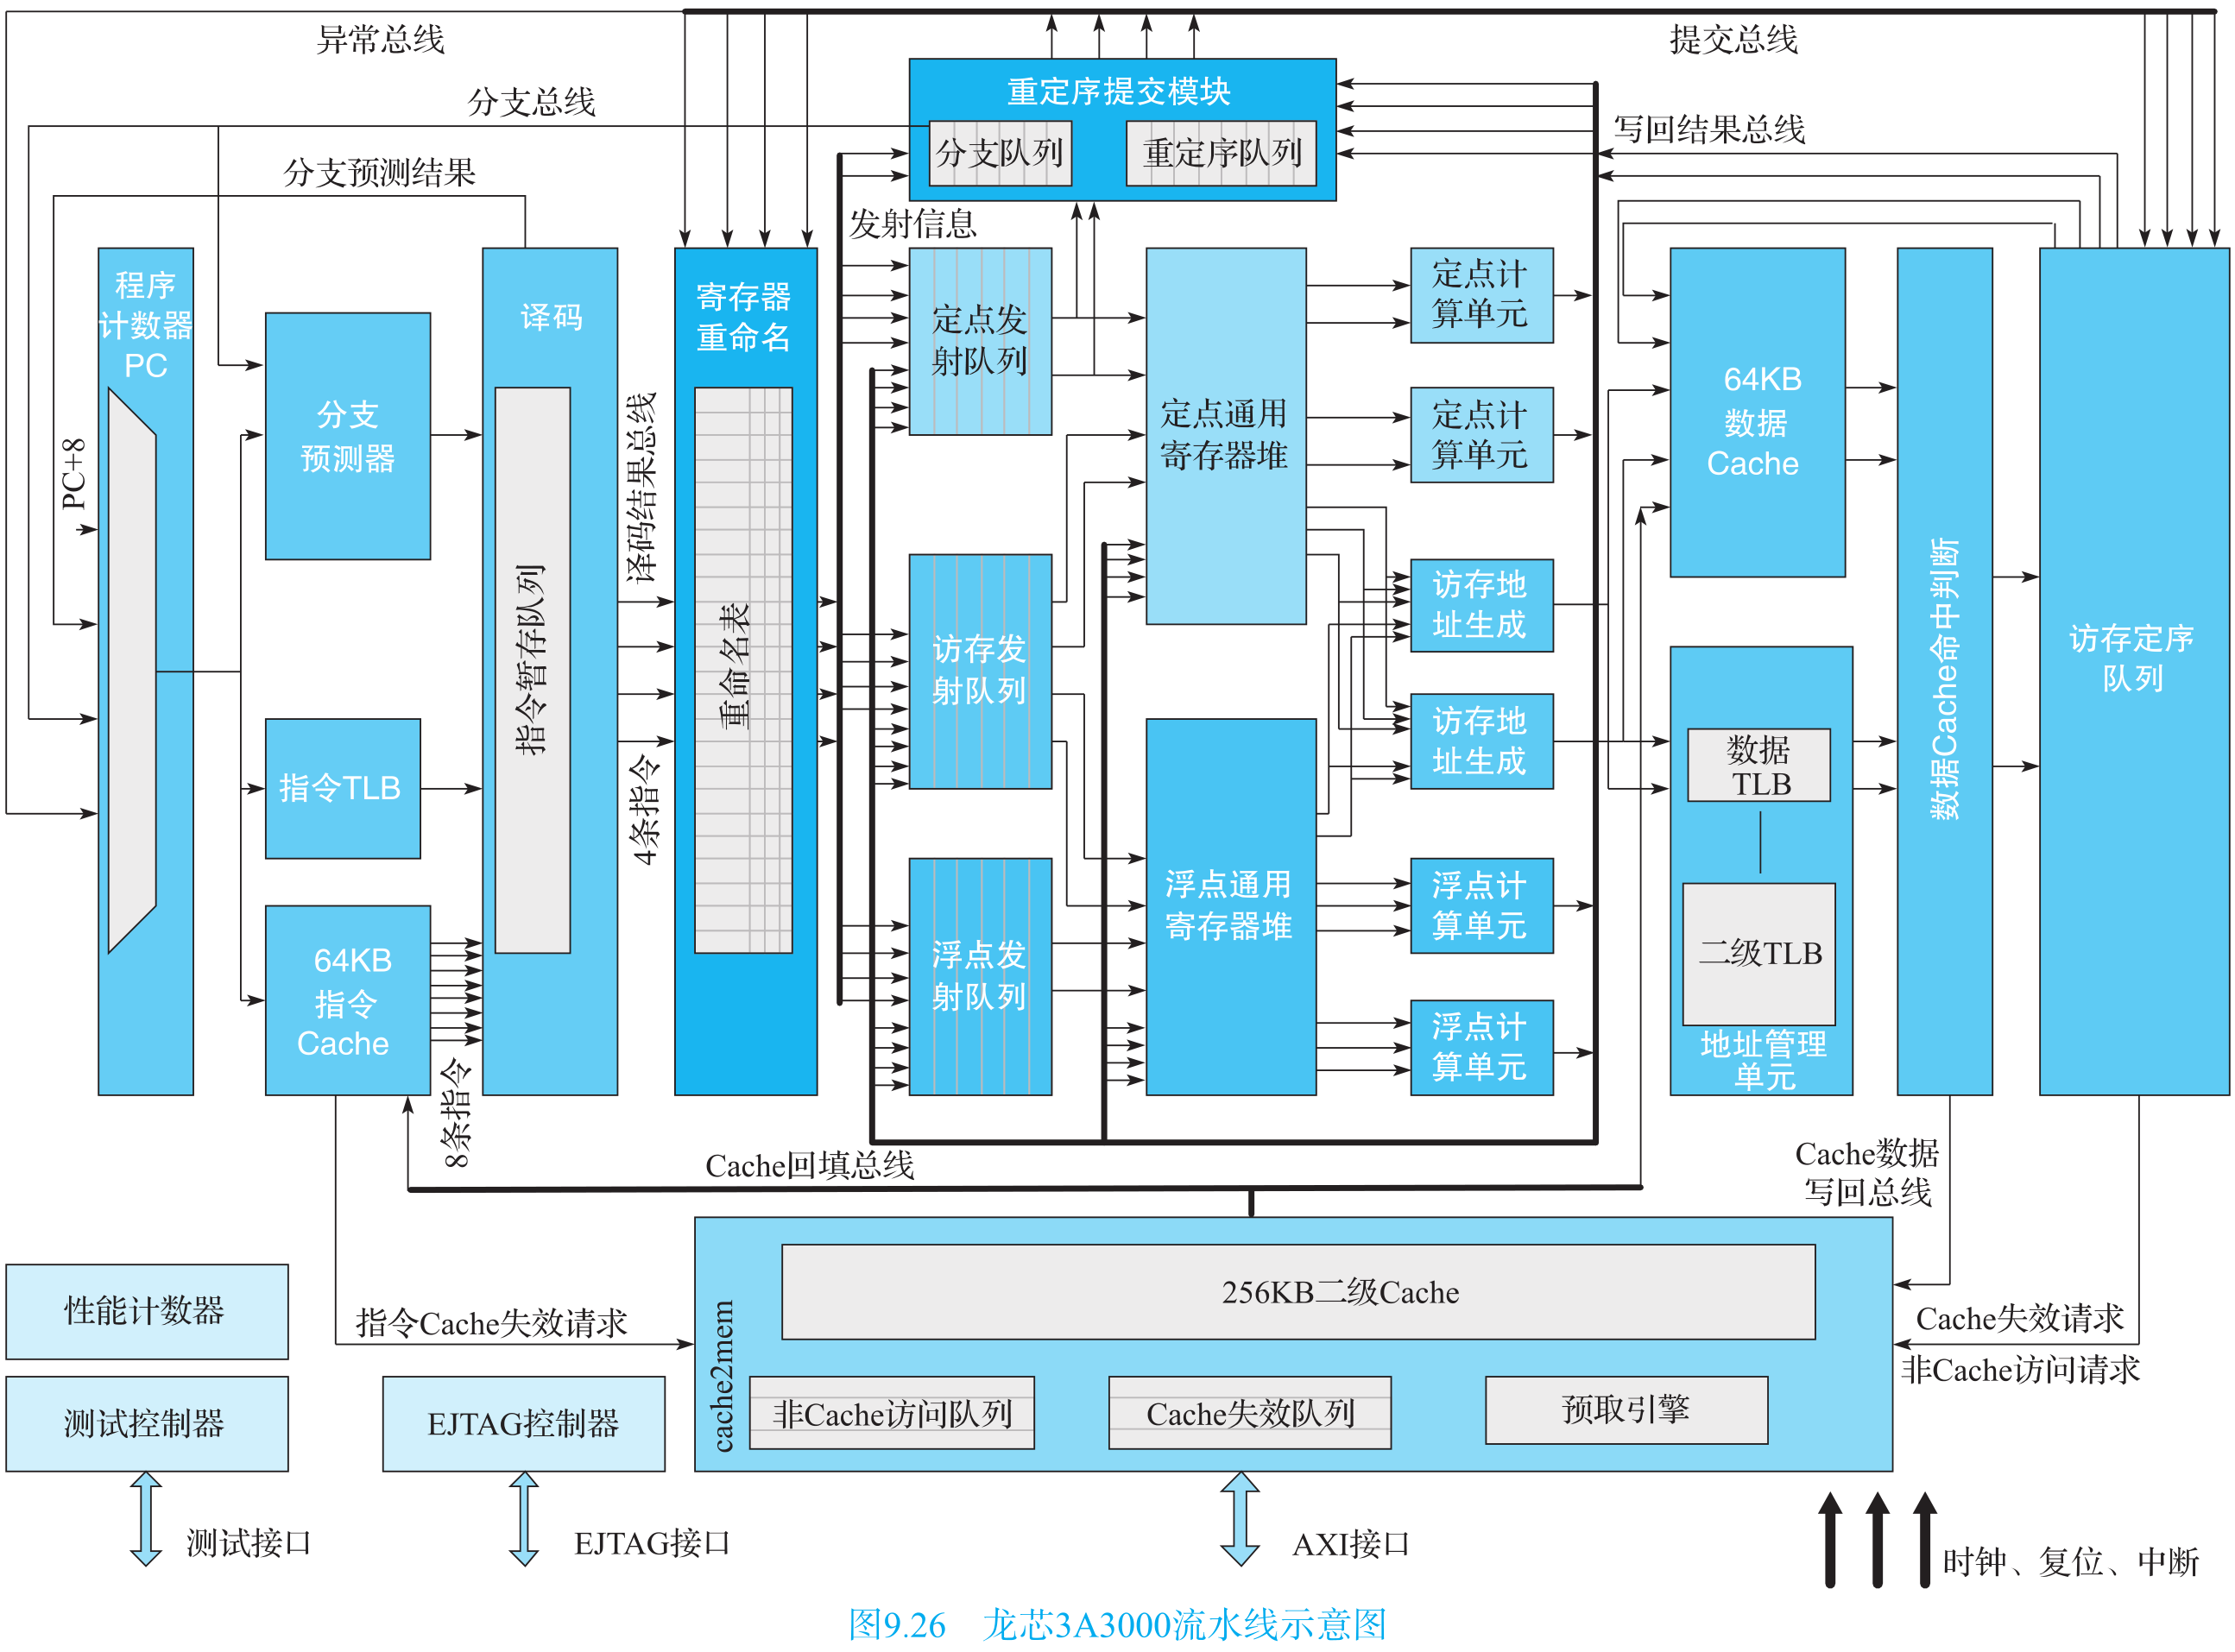 异常总线
提交总线
分支总线
重定序提交模块
分支队列
重定序队列
写回结果总线
分支预测结果
发射信息
程序
计数器
PC
PC+8
分支
预测器
指令TLB
64KB
指令
Cache
8条指令
译码
指令暂存队列
译码结果总线
4条指令
寄存器
重命名
重命名表
定点发
射队列
访存发
射队列
浮点发
射队列
定点通用
寄存器堆
浮点通用
寄存器堆
定点计
算单元
定点计
算单元
访存地
址生成
访存地
址生成
浮点计
算单元
浮点计
算单元
64KB
数据
Cache
数据
TLB
二级TLB
地址管理
单元
数据Cache命中判断
访存定序
队列
Cache回填总线
Cache数据
写回总线
256KB二级Cache
cache2mem
指令Cache失效请求
Cache失效请求
非Cache访问请求
非Cache访问队列
Cache失效队列
预取引擎
性能计数器
测试控制器
EJTAG控制器
测试接口
EJTAG接口
AXI接口
时钟、复位、中断
图9.26 龙芯3A3000流水线示意图